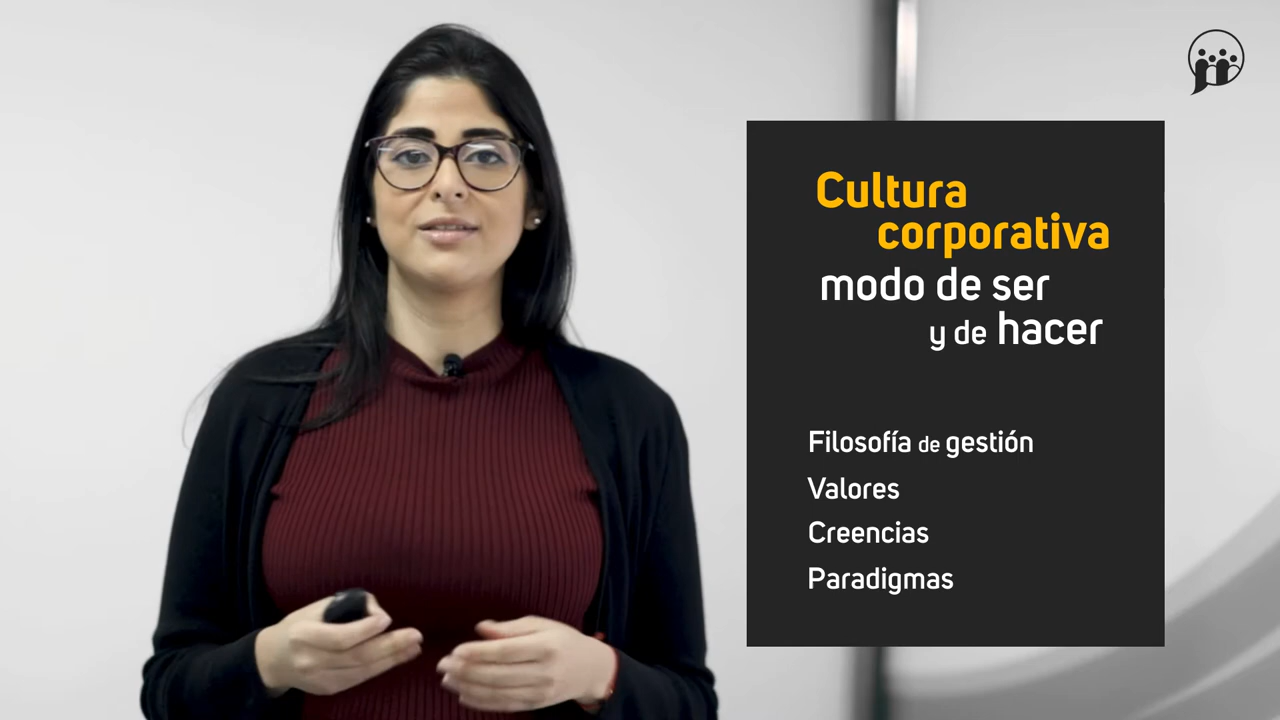 Cultura
corporativa
modo de ser
y de hacer
Filosofía de gestión
Valores
Creencias
Paradigmas